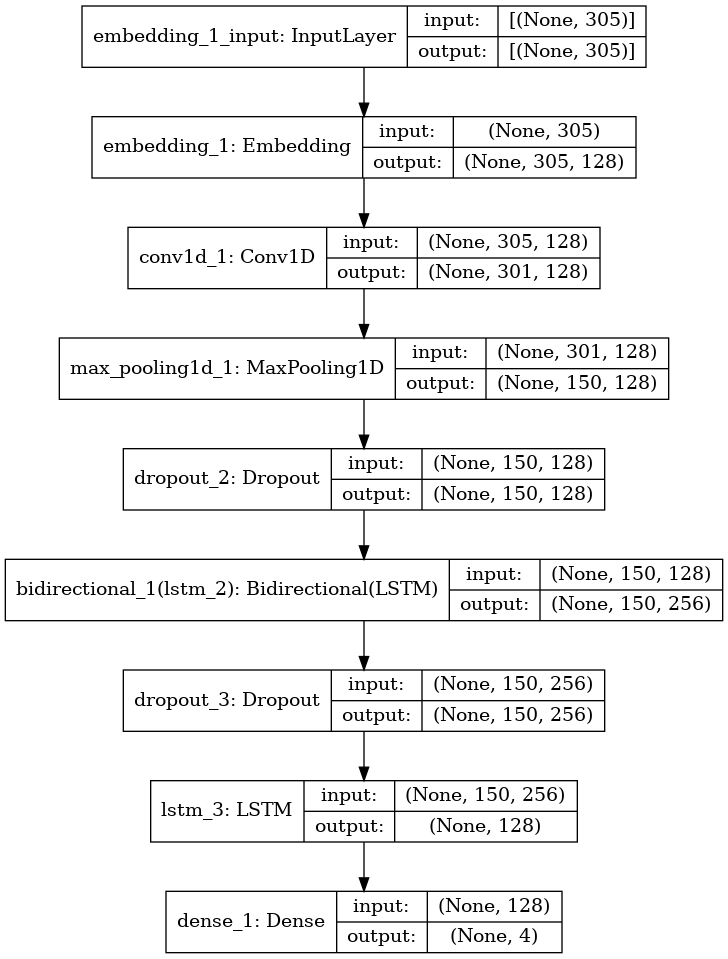 embedding_1_input: InputLayer
input: [(None, 305)]
output: [(None, 305)]
embedding_1: Embedding
input: (None, 305)
output: (None, 305, 128)
conv1d_1: Conv1D
input: (None, 305, 128)
output: (None, 301, 128)
max_pooling1d_1: MaxPooling1D
input: (None, 301, 128)
output: (None, 150, 128)
dropout_2: Dropout
input: (None, 150, 128)
output: (None, 150, 128)
bidirectional_1(lstm_2): Bidirectional(LSTM)
input: (None, 150, 128)
output: (None, 150, 256)
dropout_3: Dropout
input: (None, 150, 256)
output: (None, 150, 256)
lstm_3: LSTM
input: (None, 150, 256)
output: (None, 128)
dense_1: Dense
input: (None, 128)
output: (None, 4)